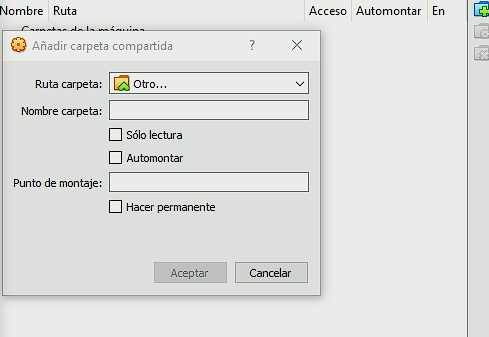 Nombre Ruta Acceso Automontar En
Carpetas de la máquina
Añadir carpeta compartida ?
Ruta carpeta: Otro...
Nombre carpeta:
Sólo lectura
Automontar
Punto de montaje:
Hacer permanente
Aceptar Cancelar